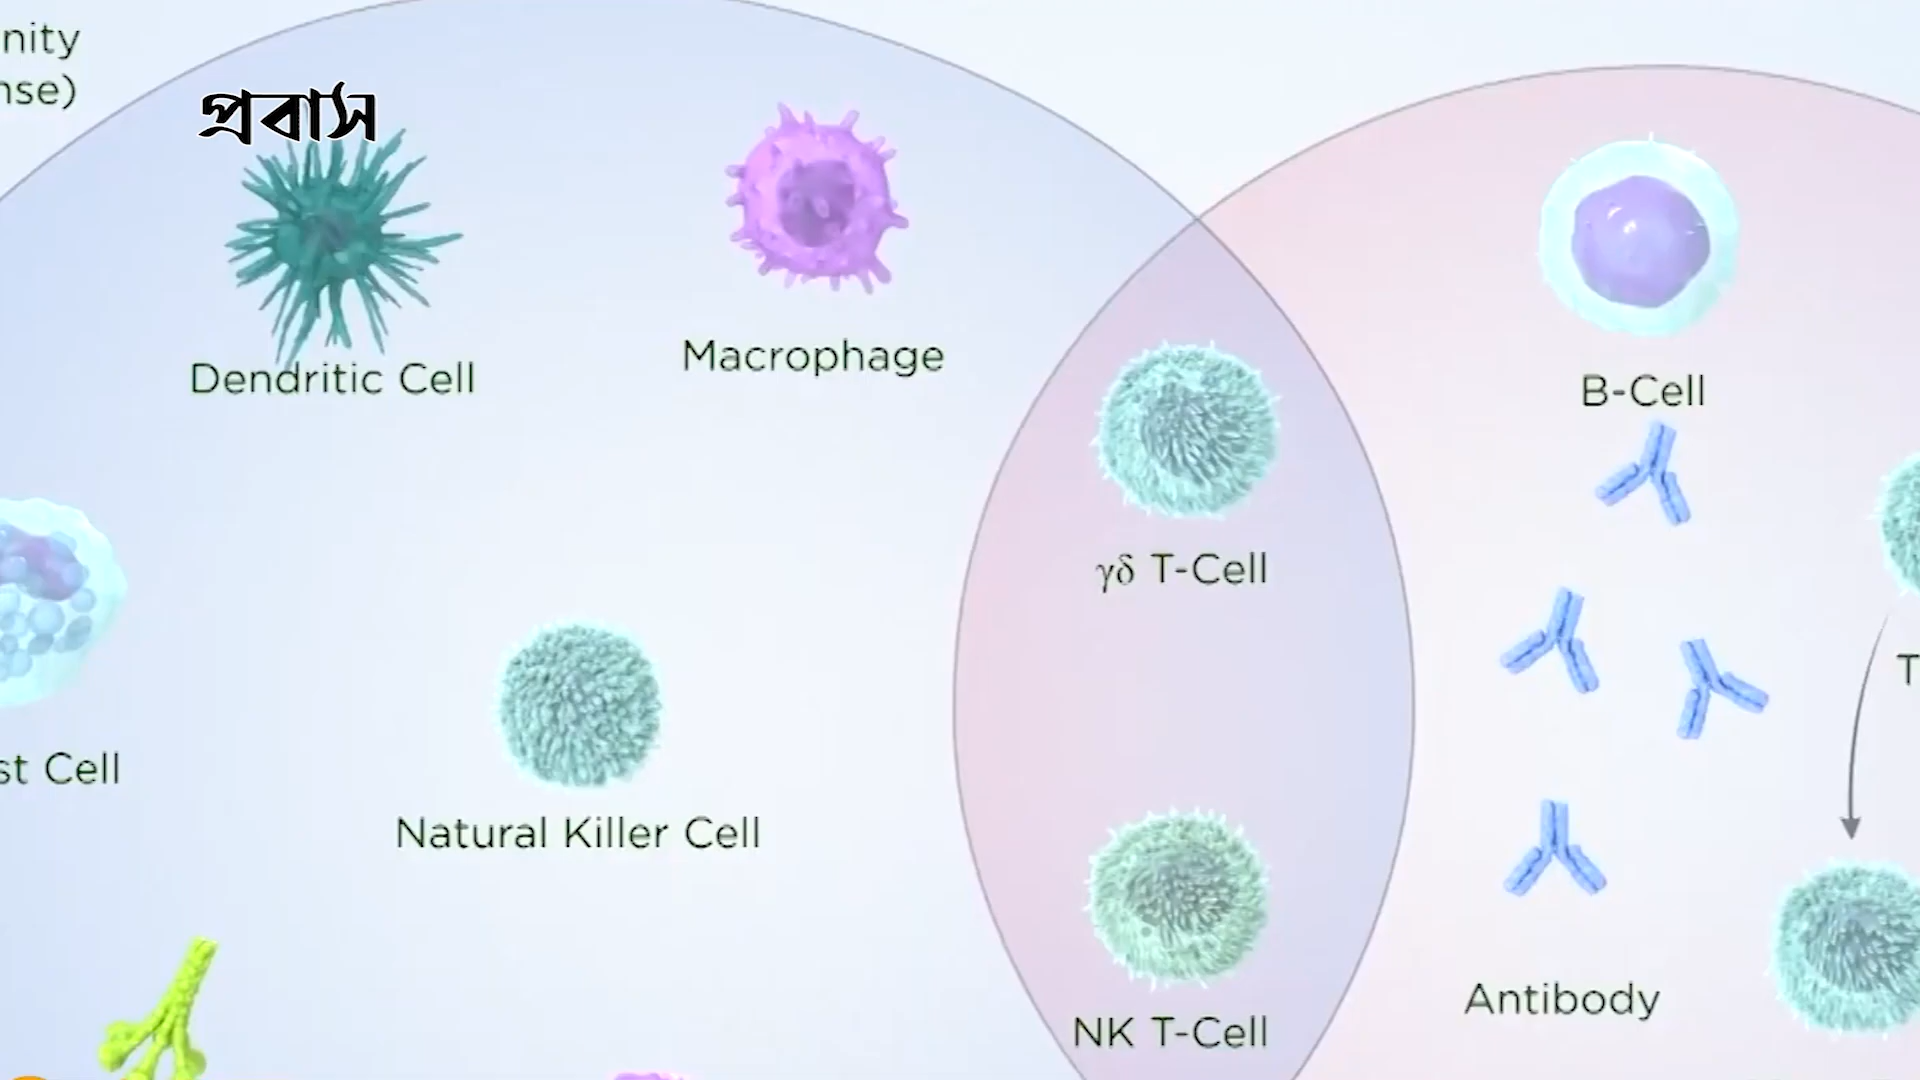 nity
nse)
প্রবাস
Dendritic Cell
Macrophage
B-Cell
γδ T-Cell
st Cell
Natural Killer Cell
NK T-Cell
Antibody
T